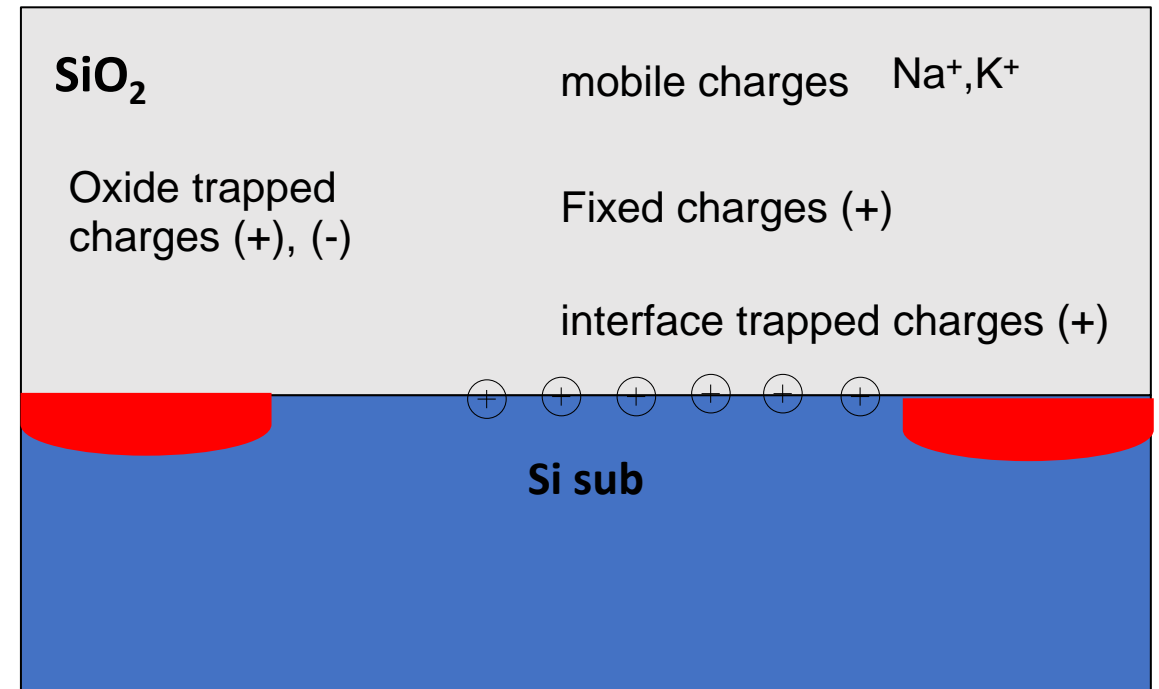 SiO₂
mobile charges Na⁺,K⁺
Oxide trapped
charges (+), (-)
Fixed charges (+)
interface trapped charges (+)
+ + + + + +
Si sub